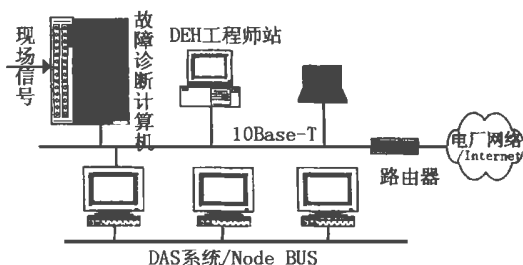 现场信号
故障诊断计算机
DEH工程师站
10Base-T
电厂网络
/Internet
路由器
DAS系统/Node BUS